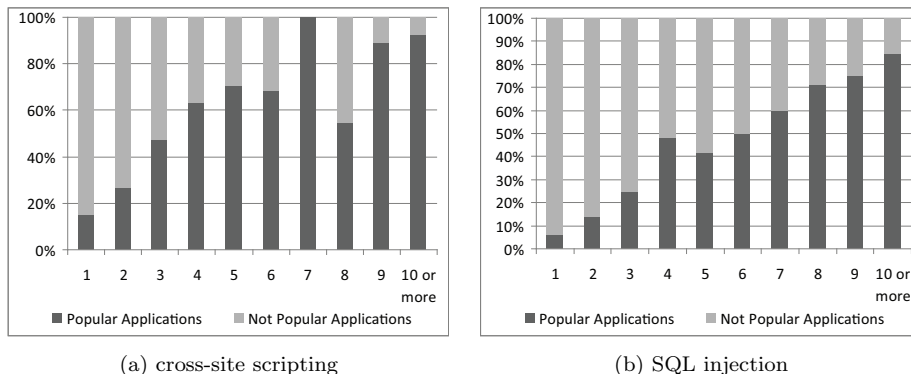 100%
80%
60%
40%
20%
0%
1 2 3 4 5 6 7 8 9 10 or
more
Popular Applications Not Popular Applications
(a) cross-site scripting
100%
90%
80%
70%
60%
50%
40%
30%
20%
10%
0%
1 2 3 4 5 6 7 8 9 10 or
more
Popular Applications Not Popular Applications
(b) SQL injection